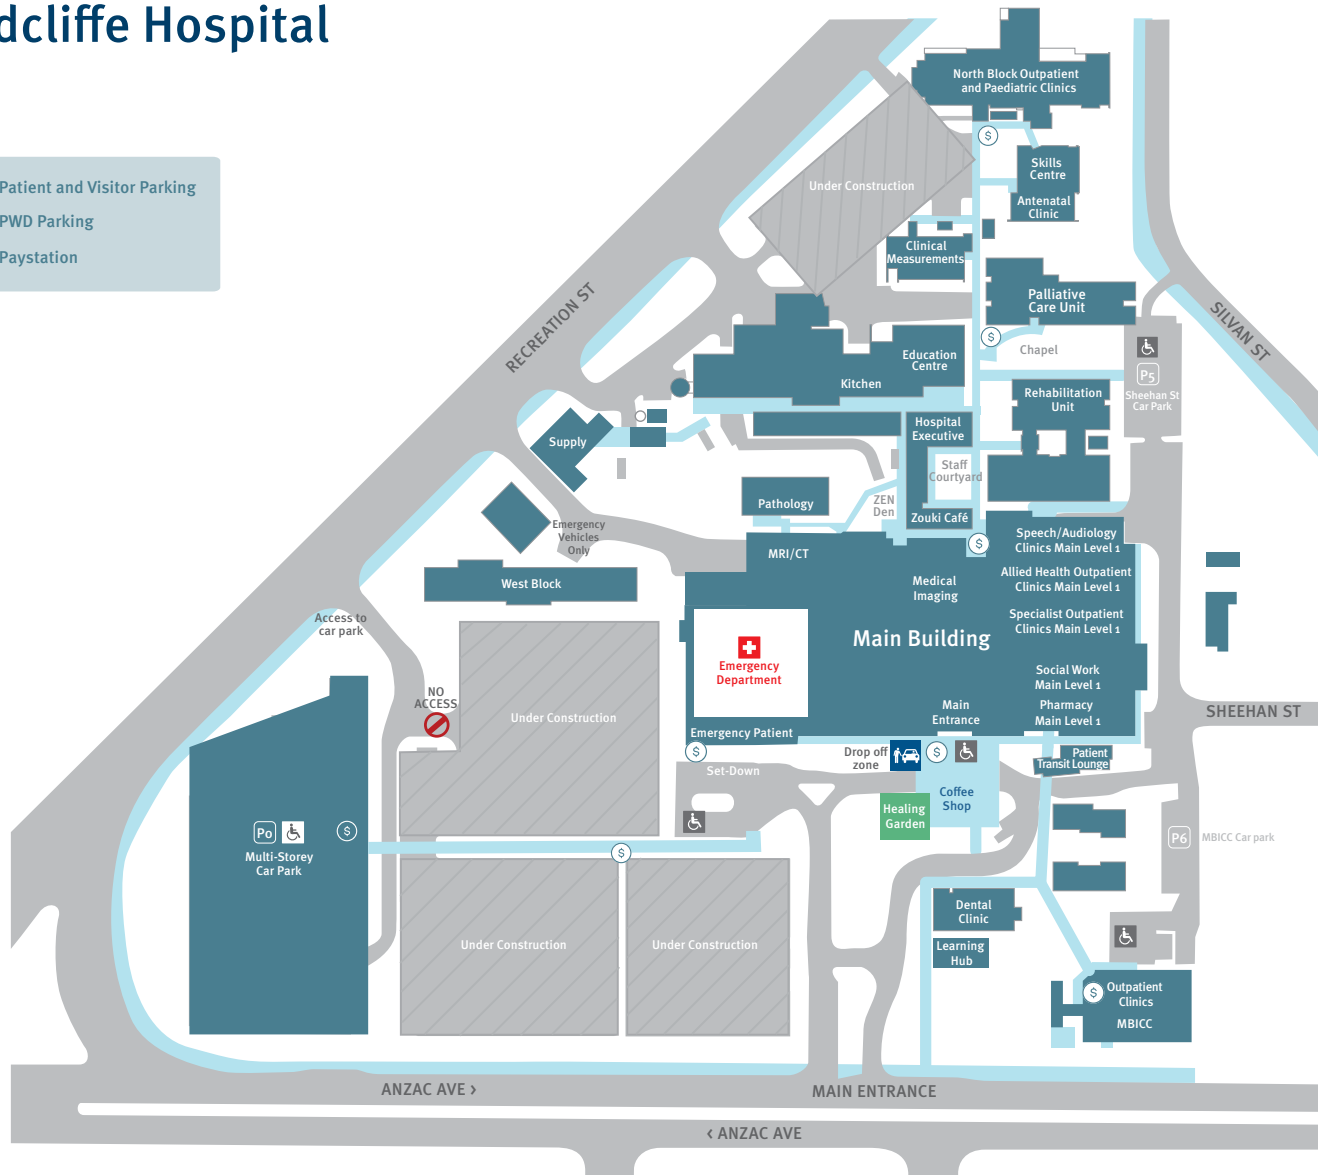 dcliffe Hospital
Patient and Visitor Parking
PWD Parking
Paystation
North Block Outpatient
and Paediatric Clinics
$
Skills
Centre
Antenatal
Clinic
Under Construction
Clinical
Measurements
Palliative
Care Unit
RECREATION ST
SILVAN ST
$
Chapel
Education
Centre
Kitchen
P5
Sheehan St
Car Park
Rehabilitation
Unit
Hospital
Executive
Supply
Staff
Courtyard
Pathology
ZEN
Den
Zouki Café
Emergency
Vehicles
Only
$
Speech/Audiology
Clinics Main Level 1
MRI/CT
Allied Health Outpatient
Clinics Main Level 1
Medical
Imaging
West Block
Specialist Outpatient
Clinics Main Level 1
Access to
car park
Main Building
Emergency
Department
Social Work
Main Level 1
NO
ACCESS
Under Construction
Main
Entrance
Pharmacy
Main Level 1
SHEEHAN ST
Emergency Patient
$
Set-Down
Drop off
zone
$
Patient
Transit Lounge
Coffee
Shop
Healing
Garden
P0
$
Multi-Storey
Car Park
$
P6
MBICC Car park
Dental
Clinic
Learning
Hub
Under Construction
Under Construction
$
Outpatient
Clinics
MBICC
ANZAC AVE >
MAIN ENTRANCE
< ANZAC AVE